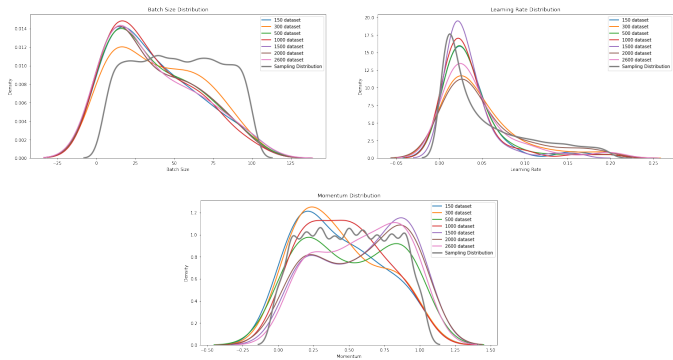 Batch Size Distribution
150 dataset
300 dataset
500 dataset
1000 dataset
1500 dataset
2000 dataset
2600 dataset
Sampling Distribution
0.014
0.012
0.010
0.008
0.006
0.004
0.002
0.000
Density
−25
0
25
50
75
100
125
Batch Size
Learning Rate Distribution
150 dataset
300 dataset
500 dataset
1000 dataset
1500 dataset
2000 dataset
2600 dataset
Sampling Distribution
20.0
17.5
15.0
12.5
10.0
7.5
5.0
2.5
0.0
Density
−0.05
0.00
0.05
0.10
0.15
0.20
0.25
Learning Rate
Momentum Distribution
150 dataset
300 dataset
500 dataset
1000 dataset
1500 dataset
2000 dataset
2600 dataset
Sampling Distribution
1.2
1.0
0.8
0.6
0.4
0.2
0.0
Density
−0.50
−0.25
0.00
0.25
0.50
0.75
1.00
1.25
1.50
Momentum